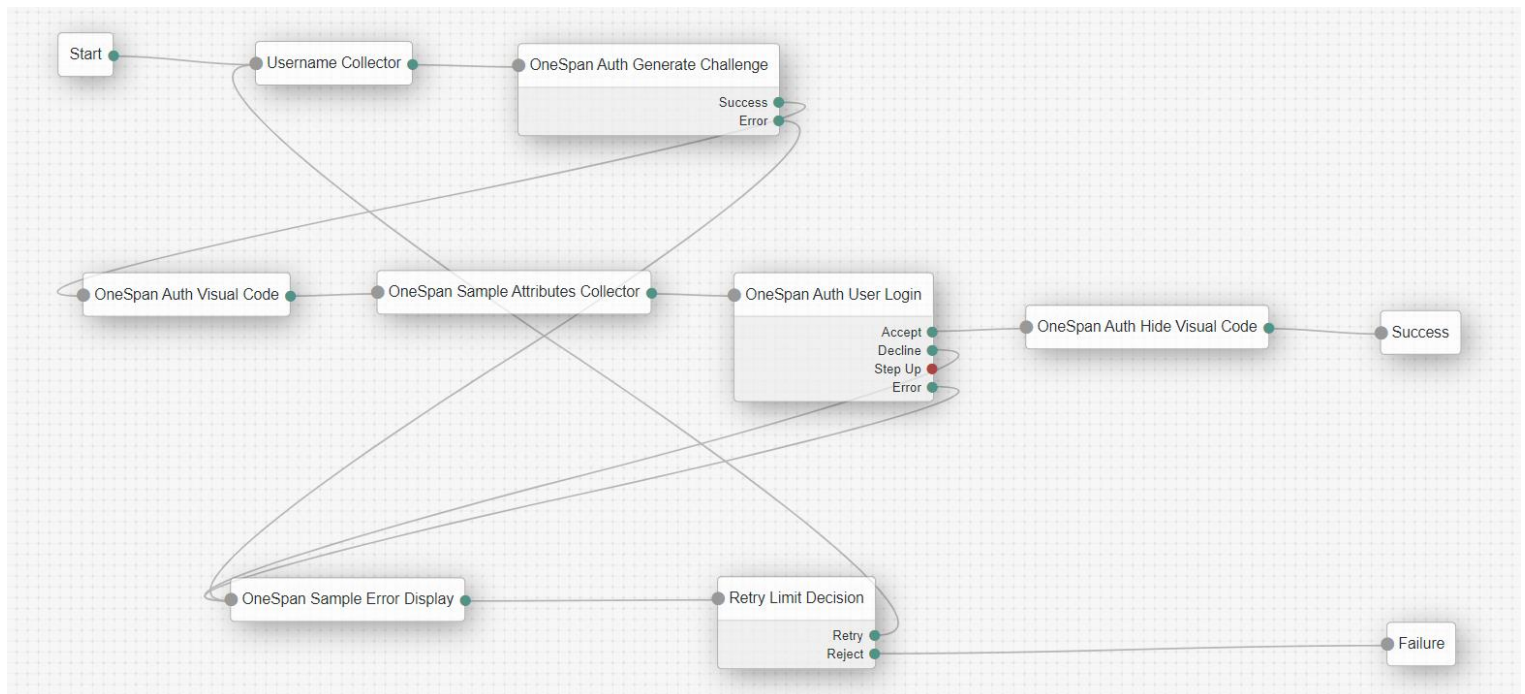 Start
Username Collector
OneSpan Auth Generate Challenge
Success
Error
OneSpan Auth Visual Code
OneSpan Sample Attributes Collector
OneSpan Auth User Login
Accept
Decline
Step Up
Error
OneSpan Auth Hide Visual Code
Success
OneSpan Sample Error Display
Retry Limit Decision
Retry
Reject
Failure